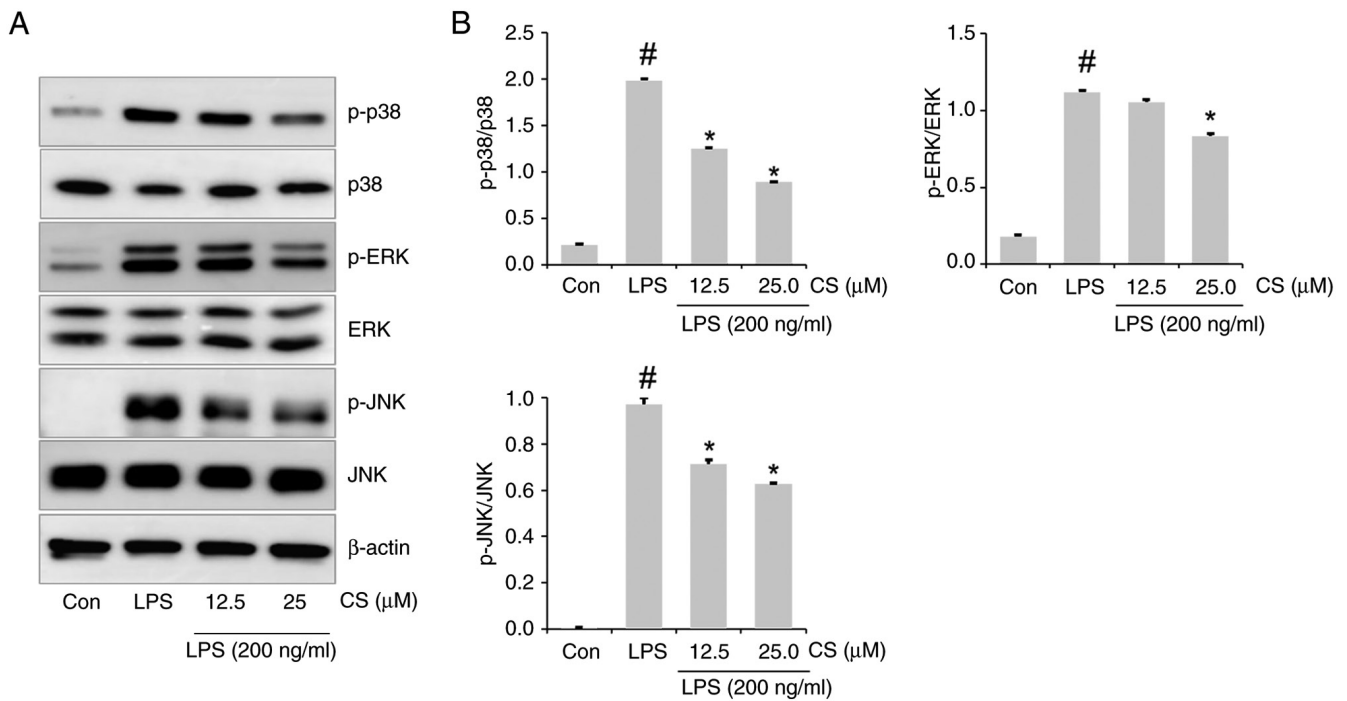 A
p-p38
p38
p-ERK
ERK
p-JNK
JNK
β-actin
Con LPS 12.5 25 CS (μM)
LPS (200 ng/ml)
B
2.5
2.0
1.5
1.0
0.5
0.0
p-p38/p38
#
*
*
Con LPS 12.5 25.0 CS (μM)
LPS (200 ng/ml)
1.5
1.0
0.5
0.0
p-ERK/ERK
#
*
Con LPS 12.5 25.0 CS (μM)
LPS (200 ng/ml)
1.0
0.8
0.6
0.4
0.2
0.0
p-JNK/JNK
#
*
*
Con LPS 12.5 25.0 CS (μM)
LPS (200 ng/ml)